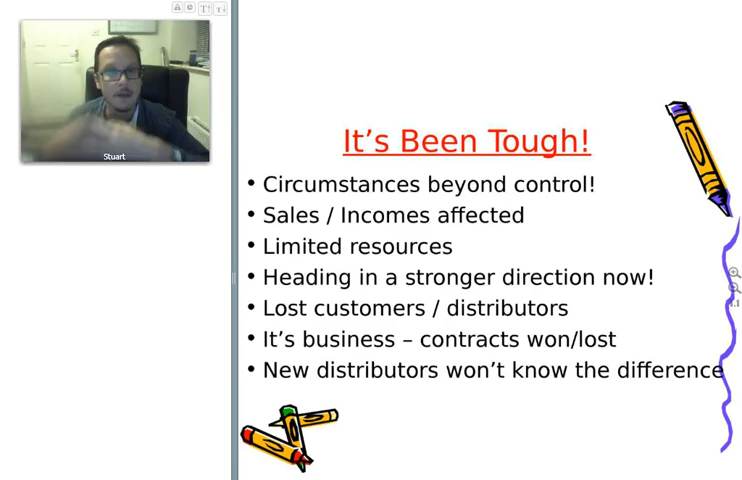 Stuart
It's Been Tough!
• Circumstances beyond control!
• Sales / Incomes affected
• Limited resources
• Heading in a stronger direction now!
• Lost customers / distributors
• It's business – contracts won/lost
• New distributors won't know the difference